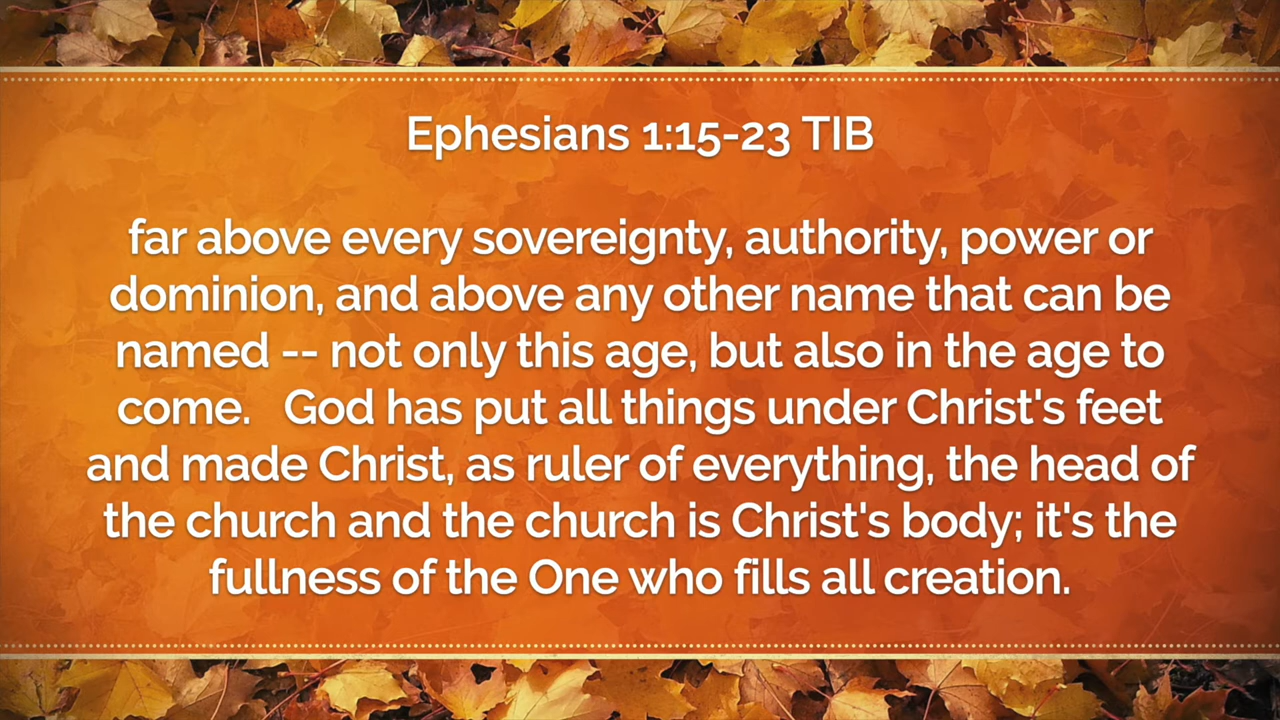 Ephesians 1:15-23 TIB
far above every sovereignty, authority, power or
dominion, and above any other name that can be
named -- not only this age, but also in the age to
come.   God has put all things under Christ's feet
and made Christ, as ruler of everything, the head of
the church and the church is Christ's body; it's the
fullness of the One who fills all creation.